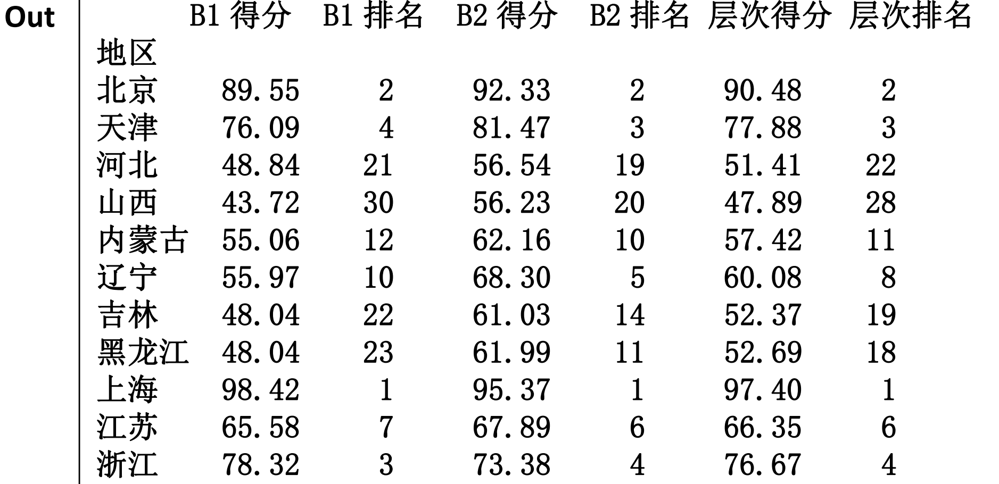 Out B1 得分 B1 排名 B2 得分 B2 排名 层次得分 层次排名
地区
北京 89.55 2 92.33 2 90.48 2
天津 76.09 4 81.47 3 77.88 3
河北 48.84 21 56.54 19 51.41 22
山西 43.72 30 56.23 20 47.89 28
内蒙古 55.06 12 62.16 10 57.42 11
辽宁 55.97 10 68.30 5 60.08 8
吉林 48.04 22 61.03 14 52.37 19
黑龙江 48.04 23 61.99 11 52.69 18
上海 98.42 1 95.37 1 97.40 1
江苏 65.58 7 67.89 6 66.35 6
浙江 78.32 3 73.38 4 76.67 4